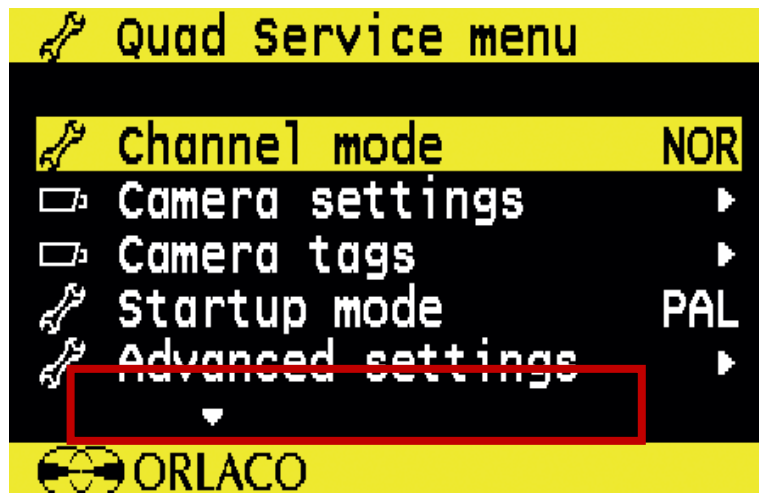 Quad Service menu
Channel mode NOR
Camera settings
Camera tags
Startup mode PAL
Advanced settings
ORLACO